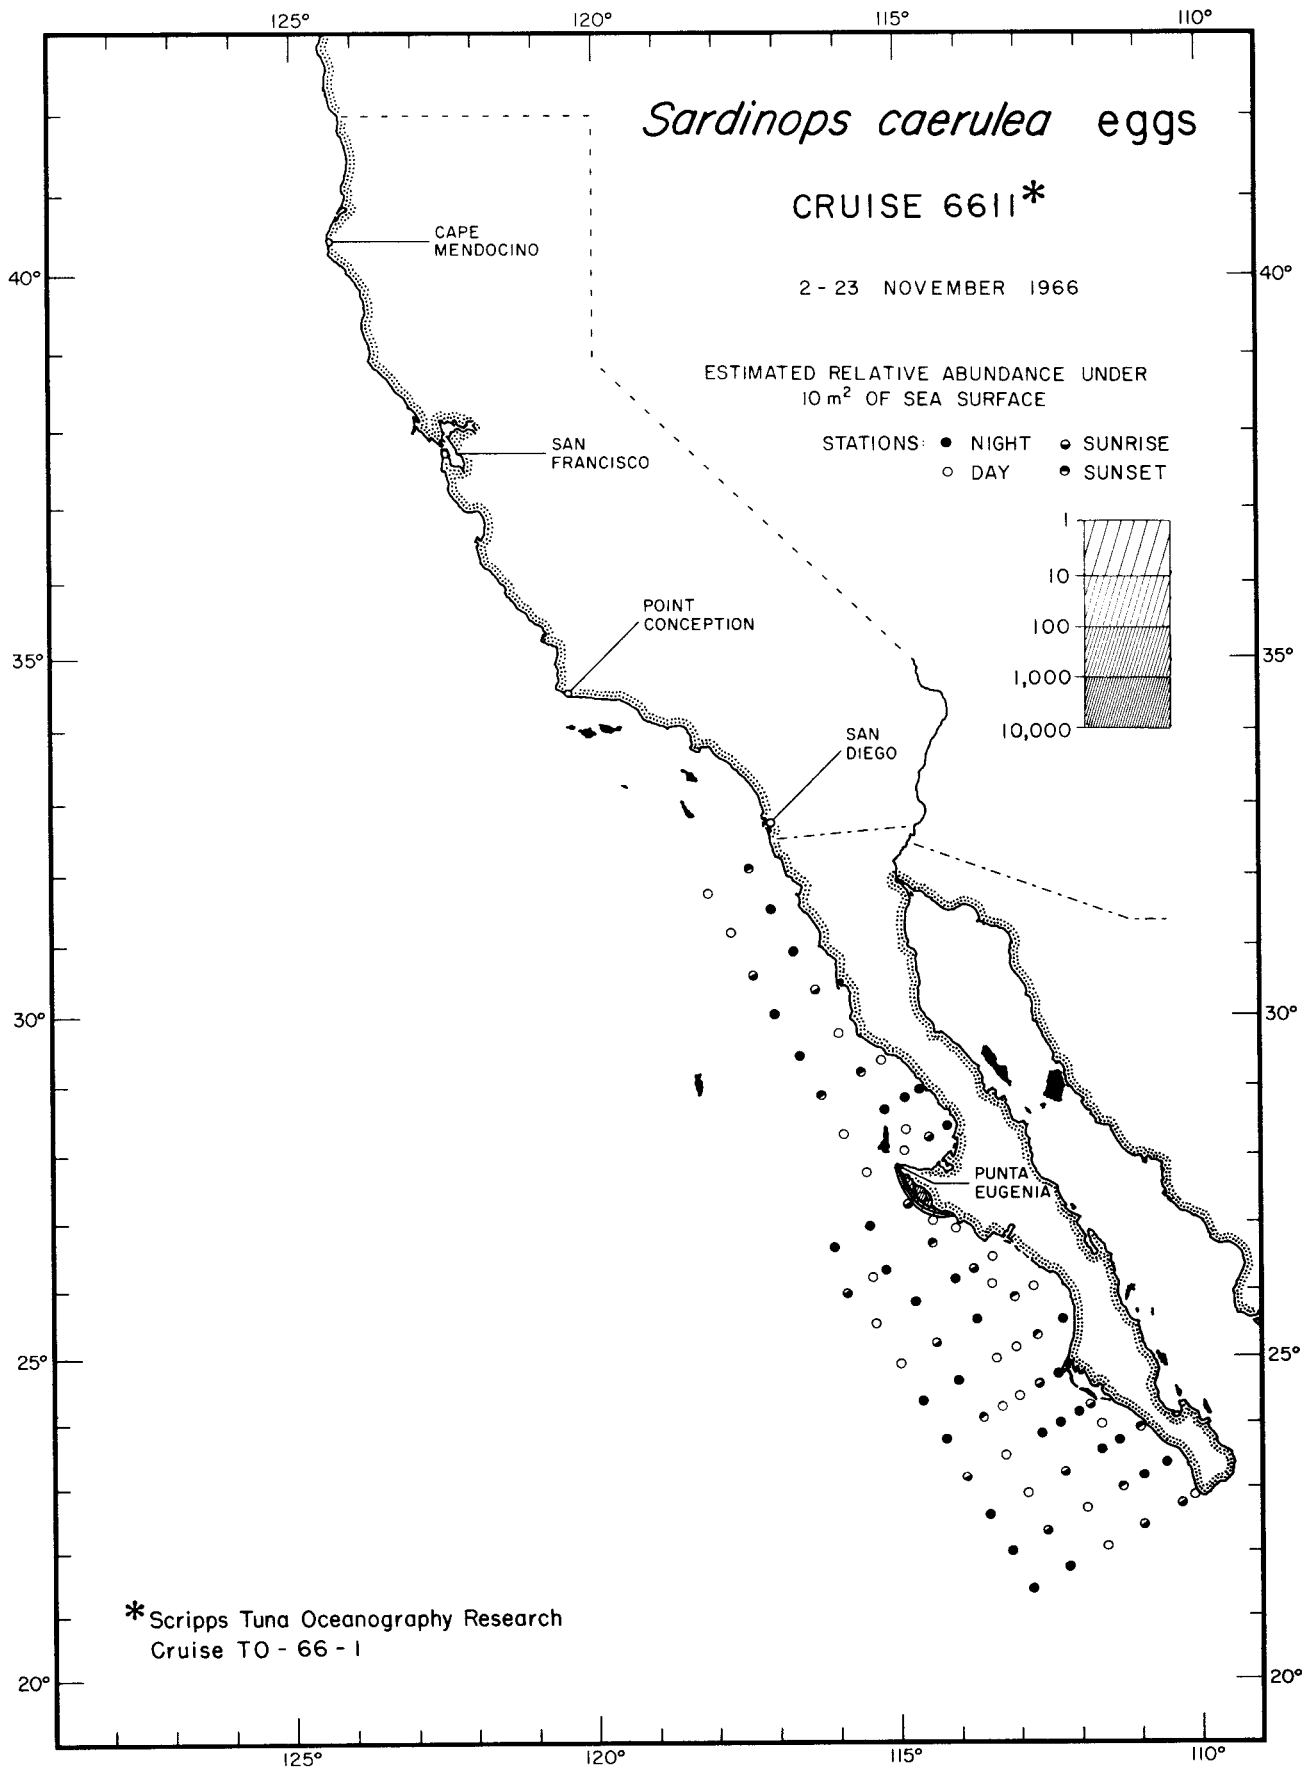 125° 120° 115° 110°
Sardinops caerulea eggs
CRUISE 6611*
CAPE
MENDOCINO
40° 40°
2-23 NOVEMBER 1966
ESTIMATED RELATIVE ABUNDANCE UNDER
10 m² OF SEA SURFACE
STATIONS: ● NIGHT ◒ SUNRISE
○ DAY ◓ SUNSET
SAN
FRANCISCO
1
10
100
1,000
10,000
POINT
CONCEPTION
35° 35°
SAN
DIEGO
30° 30°
PUNTA
EUGENIA
25° 25°
* Scripps Tuna Oceanography Research
Cruise TO-66-1
20° 20°
125° 120° 115° 110°